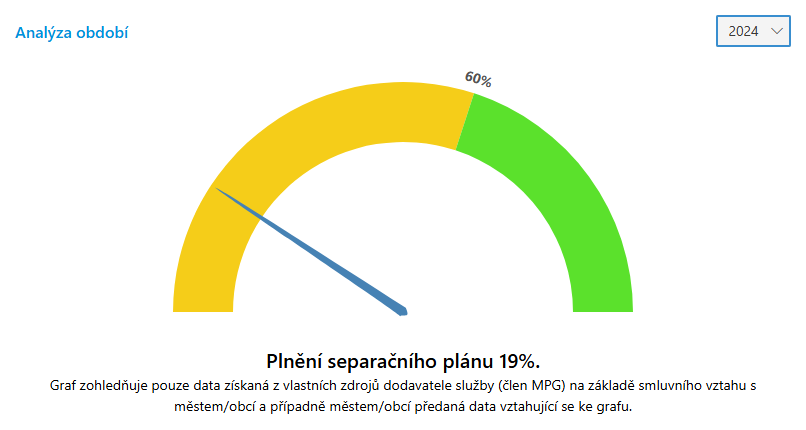 Analýza období
2024
60%
Plnění separačního plánu 19%.
Graf zohledňuje pouze data získaná z vlastních zdrojů dodavatele služby (člen MPG) na základě smluvního vztahu s
městem/obcí a případně městem/obcí předaná data vztahující se ke grafu.